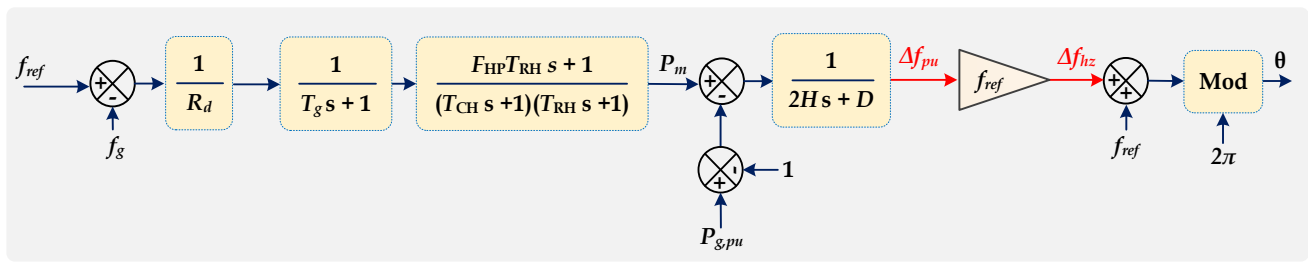 f_ref
+
-
f_g
1
R_d
1
T_g s + 1
F_HP T_RH s + 1
(T_CH s +1)(T_RH s +1)
P_m
+
-
+
-
1
P_g,pu
1
2H s + D
Δf_pu
f_ref
Δf_hz
+
+
f_ref
Mod
θ
2π